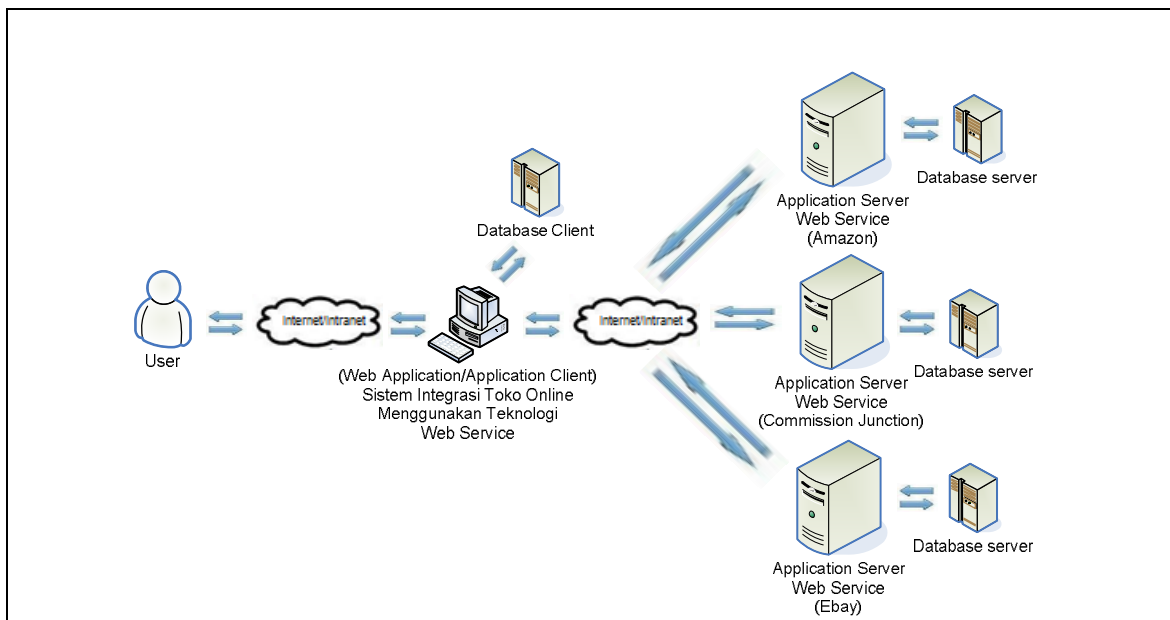 Database server
Application Server
Web Service
(Amazon)
Database Client
Internet/Intranet
Internet/Intranet
User
(Web Application/Application Client)
Sistem Integrasi Toko Online
Menggunakan Teknologi
Web Service
Database server
Application Server
Web Service
(Commission Junction)
Database server
Application Server
Web Service
(Ebay)